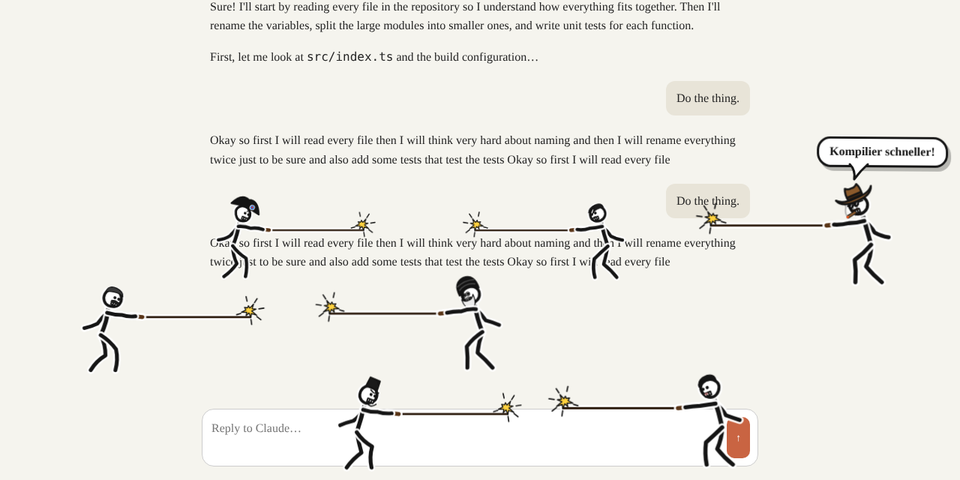 Sure! I'll start by reading every file in the repository so I understand how everything fits together. Then I'll
rename the variables, split the large modules into smaller ones, and write unit tests for each function.
First, let me look at src/index.ts and the build configuration…
Do the thing.
Okay so first I will read every file then I will think very hard about naming and then I will rename everything
twice just to be sure and also add some tests that test the tests Okay so first I will read every file
Kompilier schneller!
Do the thing.
Okay so first I will read every file then I will think very hard about naming and then I will rename everything
twice just to be sure and also add some tests that test the tests Okay so first I will read every file
Reply to Claude…
↑